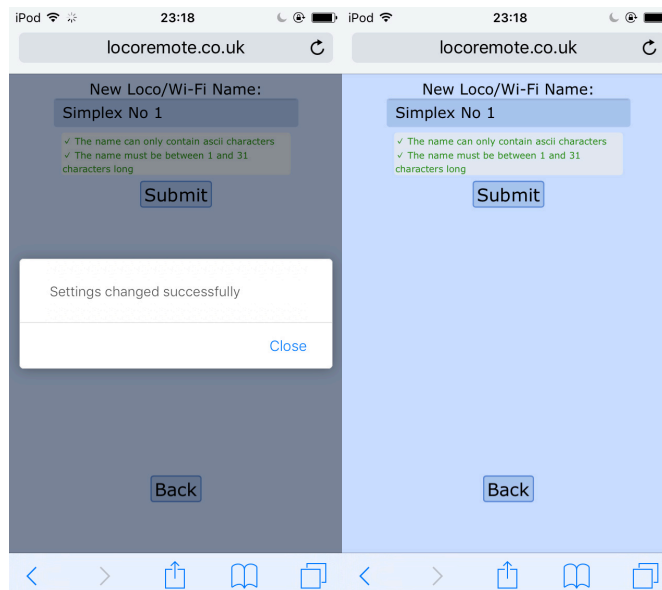 iPod 23:18
locoremote.co.uk
New Loco/Wi-Fi Name:
Simplex No 1
✓ The name can only contain ascii characters
✓ The name must be between 1 and 31
characters long
Submit
Settings changed successfully
Close
Back
iPod 23:18
locoremote.co.uk
New Loco/Wi-Fi Name:
Simplex No 1
✓ The name can only contain ascii characters
✓ The name must be between 1 and 31
characters long
Submit
Back